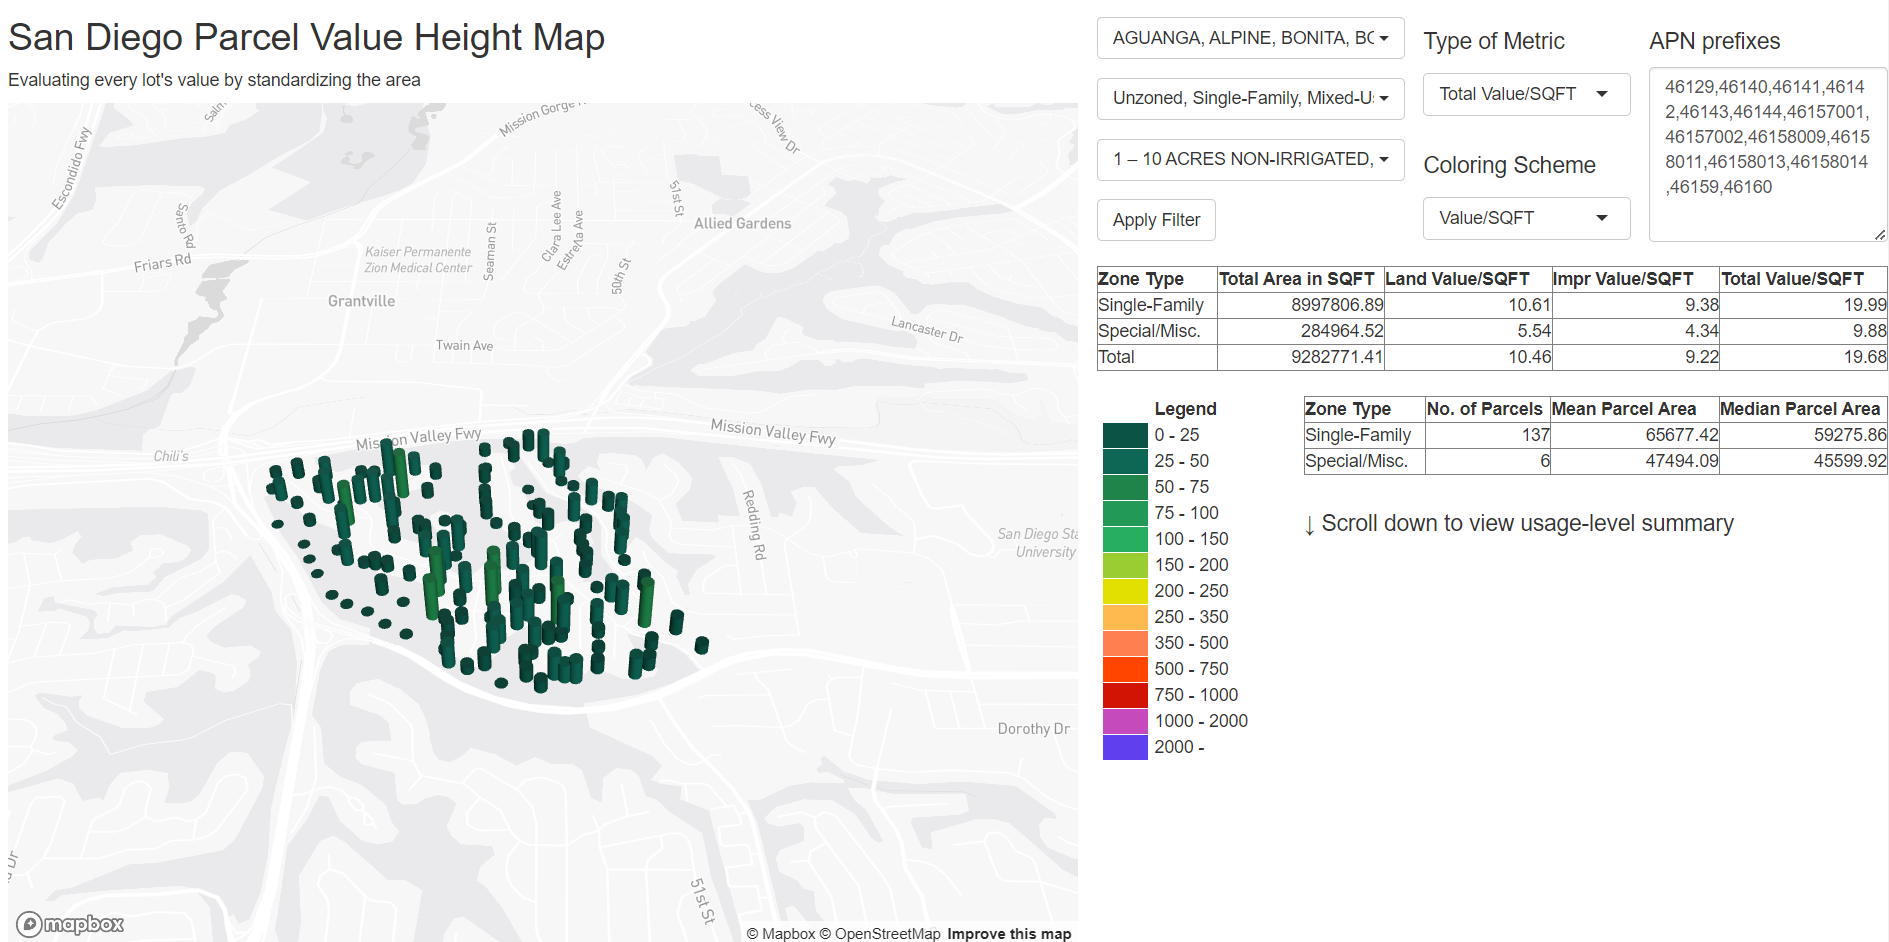 San Diego Parcel Value Height Map
Evaluating every lot's value by standardizing the area
Escondido Fwy
Mission Gorge
cess View Dr
Santo Rd
Friars Rd
Kaiser Permanente
Zion Medical Center
Seaman St
Clara Lee Ave
Estrella Ave
50th St
51st St
Allied Gardens
Grantville
Twain Ave
Lancaster Dr
Chili's
Mission Valley Fwy
Mission Valley Fwy
Redding Rd
San Diego Sta
University
Dorothy Dr
51st St
Dr
mapbox
© Mapbox © OpenStreetMap Improve this map
AGUANGA, ALPINE, BONITA, BO
Unzoned, Single-Family, Mixed-U
1 – 10 ACRES NON-IRRIGATED,
Apply Filter
Type of Metric
Total Value/SQFT
Coloring Scheme
Value/SQFT
APN prefixes
46129,46140,46141,4614
2,46143,46144,46157001,
46157002,46158009,4615
8011,46158013,46158014
,46159,46160
Zone Type Total Area in SQFT Land Value/SQFT Impr Value/SQFT Total Value/SQFT
Single-Family 8997806.89 10.61 9.38 19.99
Special/Misc. 284964.52 5.54 4.34 9.88
Total 9282771.41 10.46 9.22 19.68
Legend
0 - 25
25 - 50
50 - 75
75 - 100
100 - 150
150 - 200
200 - 250
250 - 350
350 - 500
500 - 750
750 - 1000
1000 - 2000
2000 -
Zone Type No. of Parcels Mean Parcel Area Median Parcel Area
Single-Family 137 65677.42 59275.86
Special/Misc. 6 47494.09 45599.92
↓ Scroll down to view usage-level summary